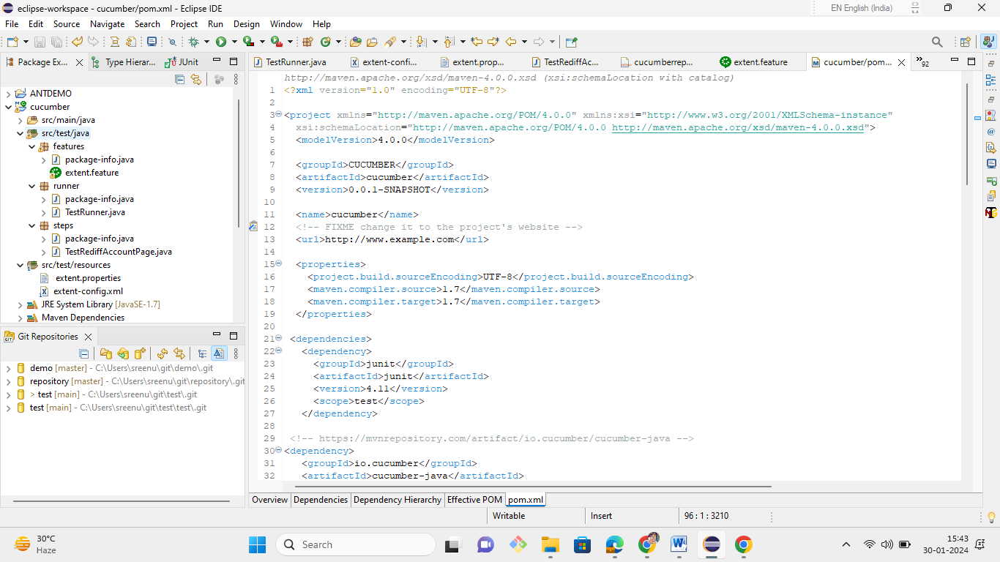 eclipse-workspace - cucumber/pom.xml - Eclipse IDE
EN English (India)
File Edit Source Navigate Search Project Run Design Window Help
Package Ex... Type Hierar... JUnit
TestRunner.java extent-confi... extent.prop... TestRediffAc... cucumberrep... extent.feature cucumber/pom... »92
ANTDEMO
cucumber
src/main/java
src/test/java
features
package-info.java
extent.feature
runner
package-info.java
TestRunner.java
steps
package-info.java
TestRediffAccountPage.java
src/test/resources
extent.properties
extent-config.xml
JRE System Library [JavaSE-1.7]
Maven Dependencies
Git Repositories
demo [master] - C:\Users\sreenu\git\demo\.git
repository [master] - C:\Users\sreenu\git\repository\.git
> test [main] - C:\Users\sreenu\git\test\.git
test [main] - C:\Users\sreenu\git\test\test\.git
http://maven.apache.org/xsd/maven-4.0.0.xsd (xsi:schemaLocation with catalog)
1 <?xml version="1.0" encoding="UTF-8"?>
2
3 <project xmlns="http://maven.apache.org/POM/4.0.0" xmlns:xsi="http://www.w3.org/2001/XMLSchema-instance"
4 xsi:schemaLocation="http://maven.apache.org/POM/4.0.0 http://maven.apache.org/xsd/maven-4.0.0.xsd">
5 <modelVersion>4.0.0</modelVersion>
6
7 <groupId>CUCUMBER</groupId>
8 <artifactId>cucumber</artifactId>
9 <version>0.0.1-SNAPSHOT</version>
10
11 <name>cucumber</name>
12 <!-- FIXME change it to the project's website -->
13 <url>http://www.example.com</url>
14
15 <properties>
16 <project.build.sourceEncoding>UTF-8</project.build.sourceEncoding>
17 <maven.compiler.source>1.7</maven.compiler.source>
18 <maven.compiler.target>1.7</maven.compiler.target>
19 </properties>
20
21 <dependencies>
22 <dependency>
23 <groupId>junit</groupId>
24 <artifactId>junit</artifactId>
25 <version>4.11</version>
26 <scope>test</scope>
27 </dependency>
28
29 <!-- https://mvnrepository.com/artifact/io.cucumber/cucumber-java -->
30 <dependency>
31 <groupId>io.cucumber</groupId>
32 <artifactId>cucumber-java</artifactId>
Overview Dependencies Dependency Hierarchy Effective POM pom.xml
Writable Insert 96 : 1 : 3210
30°C
Haze
Search
15:43
30-01-2024